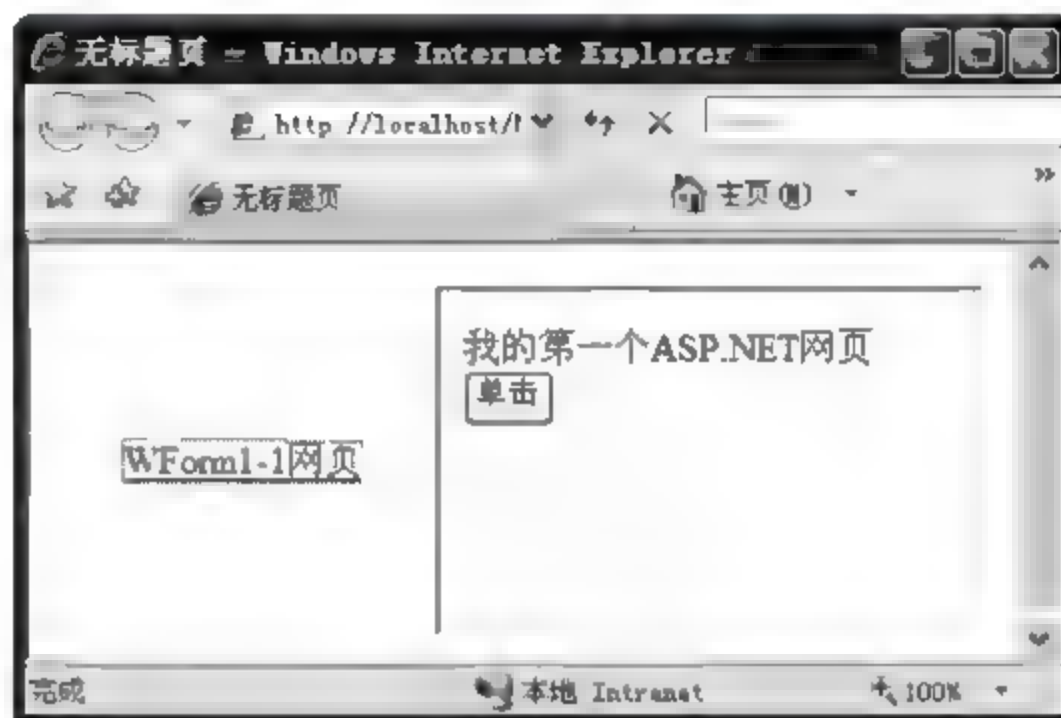 无标题页 - Windows Internet Explorer
http //localhost/
无标题页 主页(M)
我的第一个ASP.NET网页
单击
WForm1-1网页
完成 本地 Intranet 100%